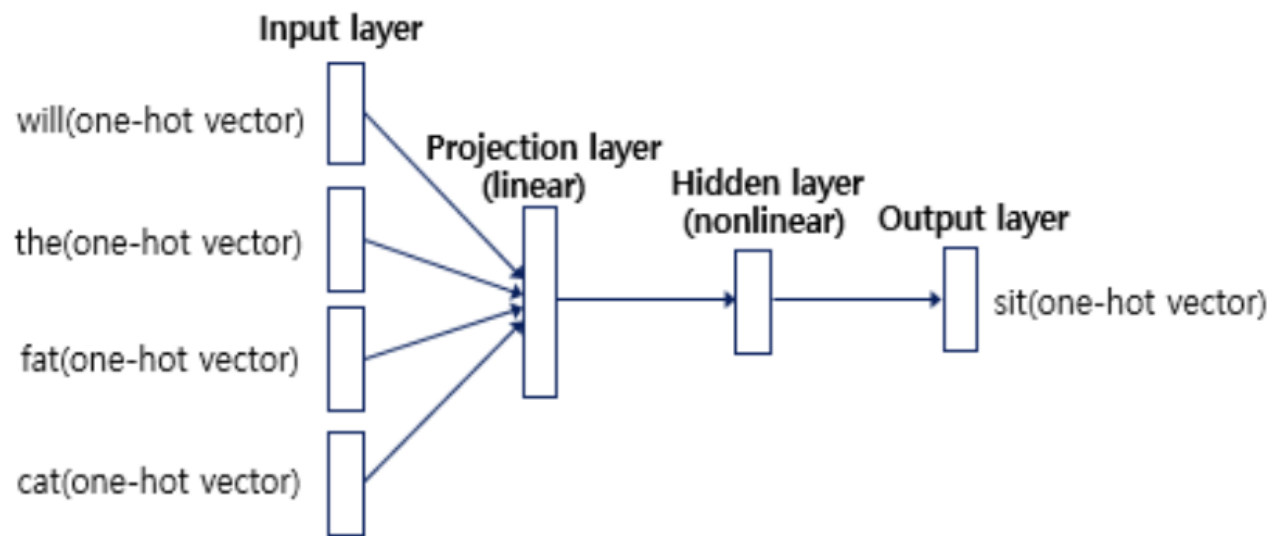 Input layer
will(one-hot vector)
the(one-hot vector)
fat(one-hot vector)
cat(one-hot vector)
Projection layer
(linear)
Hidden layer
(nonlinear)
Output layer
sit(one-hot vector)